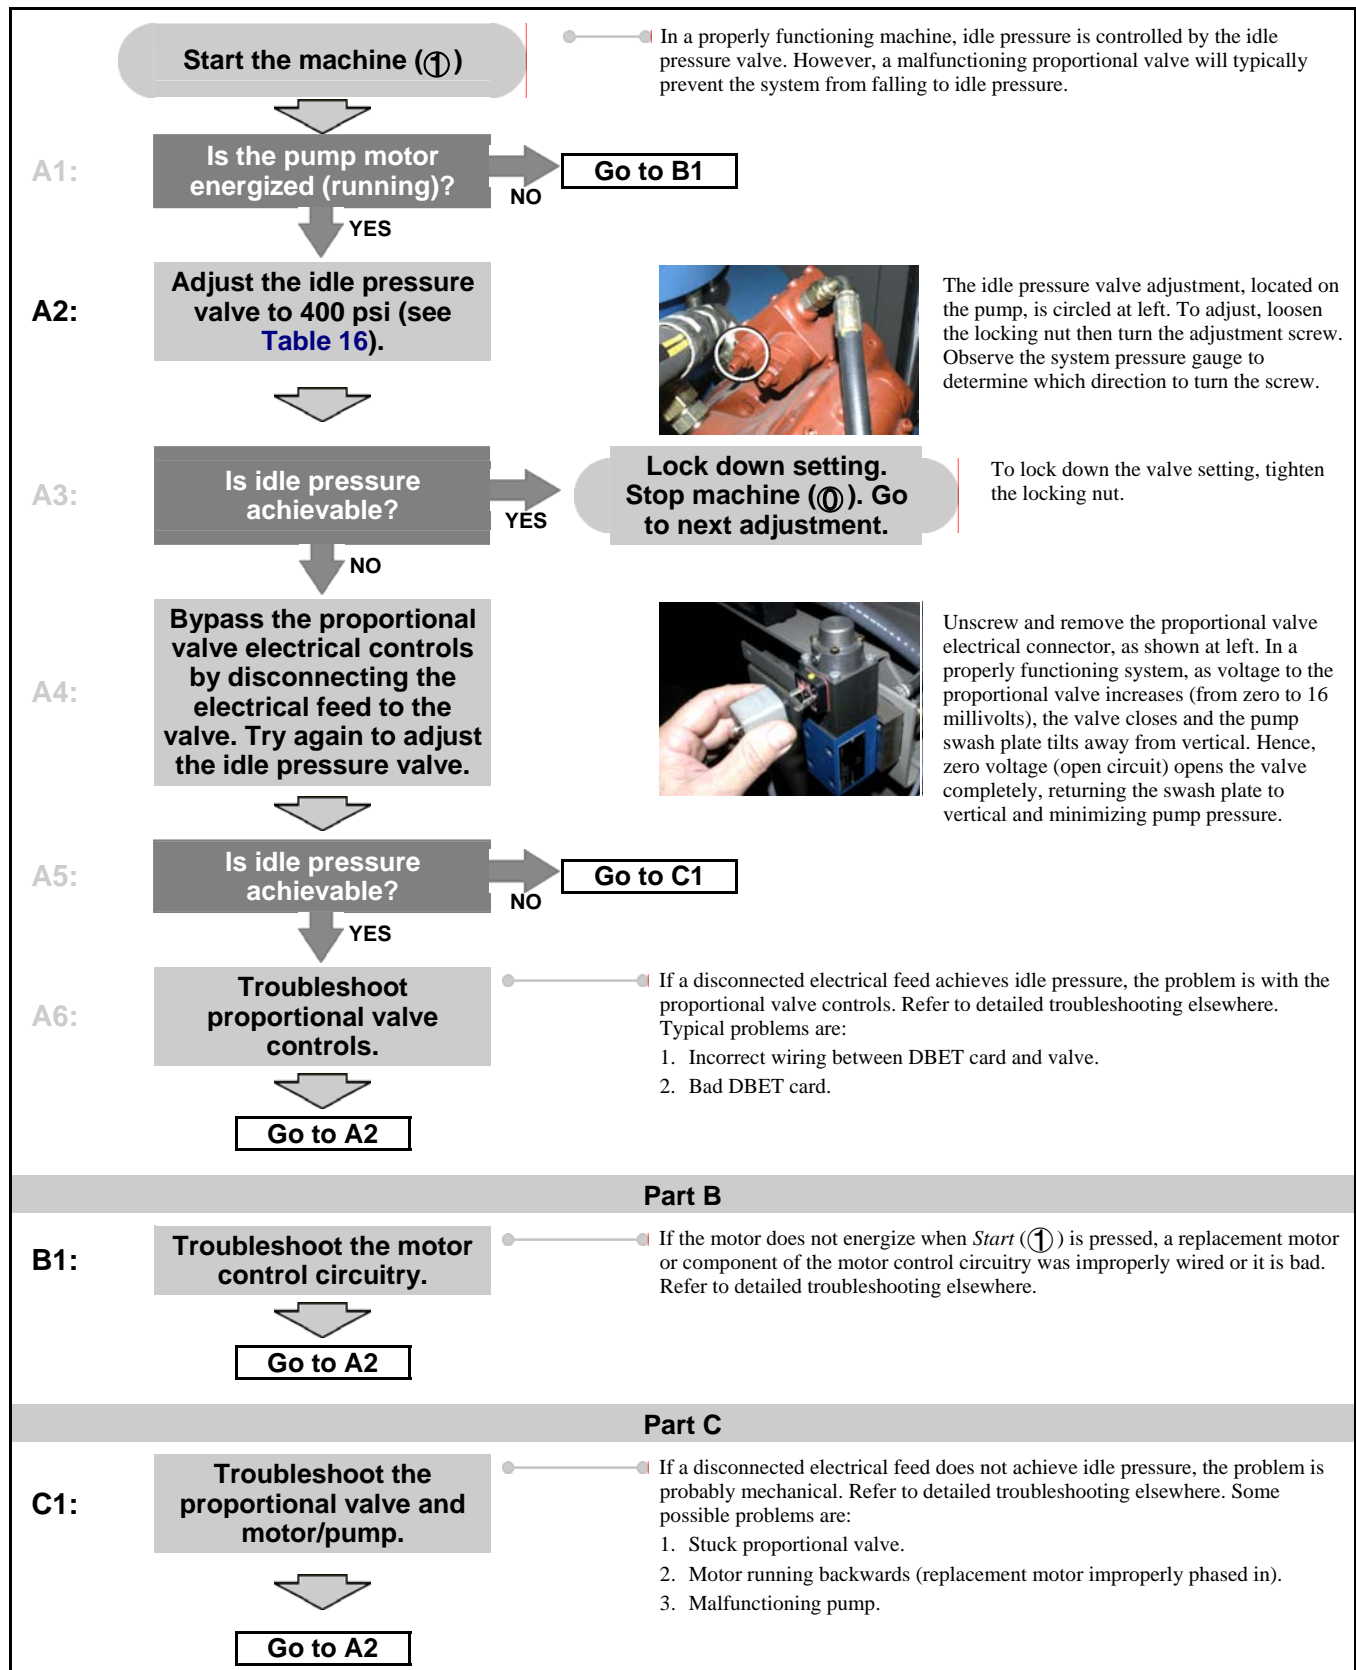 Start the machine (①)
In a properly functioning machine, idle pressure is controlled by the idle
pressure valve. However, a malfunctioning proportional valve will typically
prevent the system from falling to idle pressure.
A1:
Is the pump motor
energized (running)?
NO
Go to B1
YES
A2:
Adjust the idle pressure
valve to 400 psi (see
Table 16).
The idle pressure valve adjustment, located on
the pump, is circled at left. To adjust, loosen
the locking nut then turn the adjustment screw.
Observe the system pressure gauge to
determine which direction to turn the screw.
A3:
Is idle pressure
achievable?
YES
Lock down setting.
Stop machine (⓪). Go
to next adjustment.
To lock down the valve setting, tighten
the locking nut.
NO
A4:
Bypass the proportional
valve electrical controls
by disconnecting the
electrical feed to the
valve. Try again to adjust
the idle pressure valve.
Unscrew and remove the proportional valve
electrical connector, as shown at left. In a
properly functioning system, as voltage to the
proportional valve increases (from zero to 16
millivolts), the valve closes and the pump
swash plate tilts away from vertical. Hence,
zero voltage (open circuit) opens the valve
completely, returning the swash plate to
vertical and minimizing pump pressure.
A5:
Is idle pressure
achievable?
NO
Go to C1
YES
A6:
Troubleshoot
proportional valve
controls.
If a disconnected electrical feed achieves idle pressure, the problem is with the
proportional valve controls. Refer to detailed troubleshooting elsewhere.
Typical problems are:
1. Incorrect wiring between DBET card and valve.
2. Bad DBET card.
Go to A2
Part B
B1:
Troubleshoot the motor
control circuitry.
If the motor does not energize when Start (①) is pressed, a replacement motor
or component of the motor control circuitry was improperly wired or it is bad.
Refer to detailed troubleshooting elsewhere.
Go to A2
Part C
C1:
Troubleshoot the
proportional valve and
motor/pump.
If a disconnected electrical feed does not achieve idle pressure, the problem is
probably mechanical. Refer to detailed troubleshooting elsewhere. Some
possible problems are:
1. Stuck proportional valve.
2. Motor running backwards (replacement motor improperly phased in).
3. Malfunctioning pump.
Go to A2